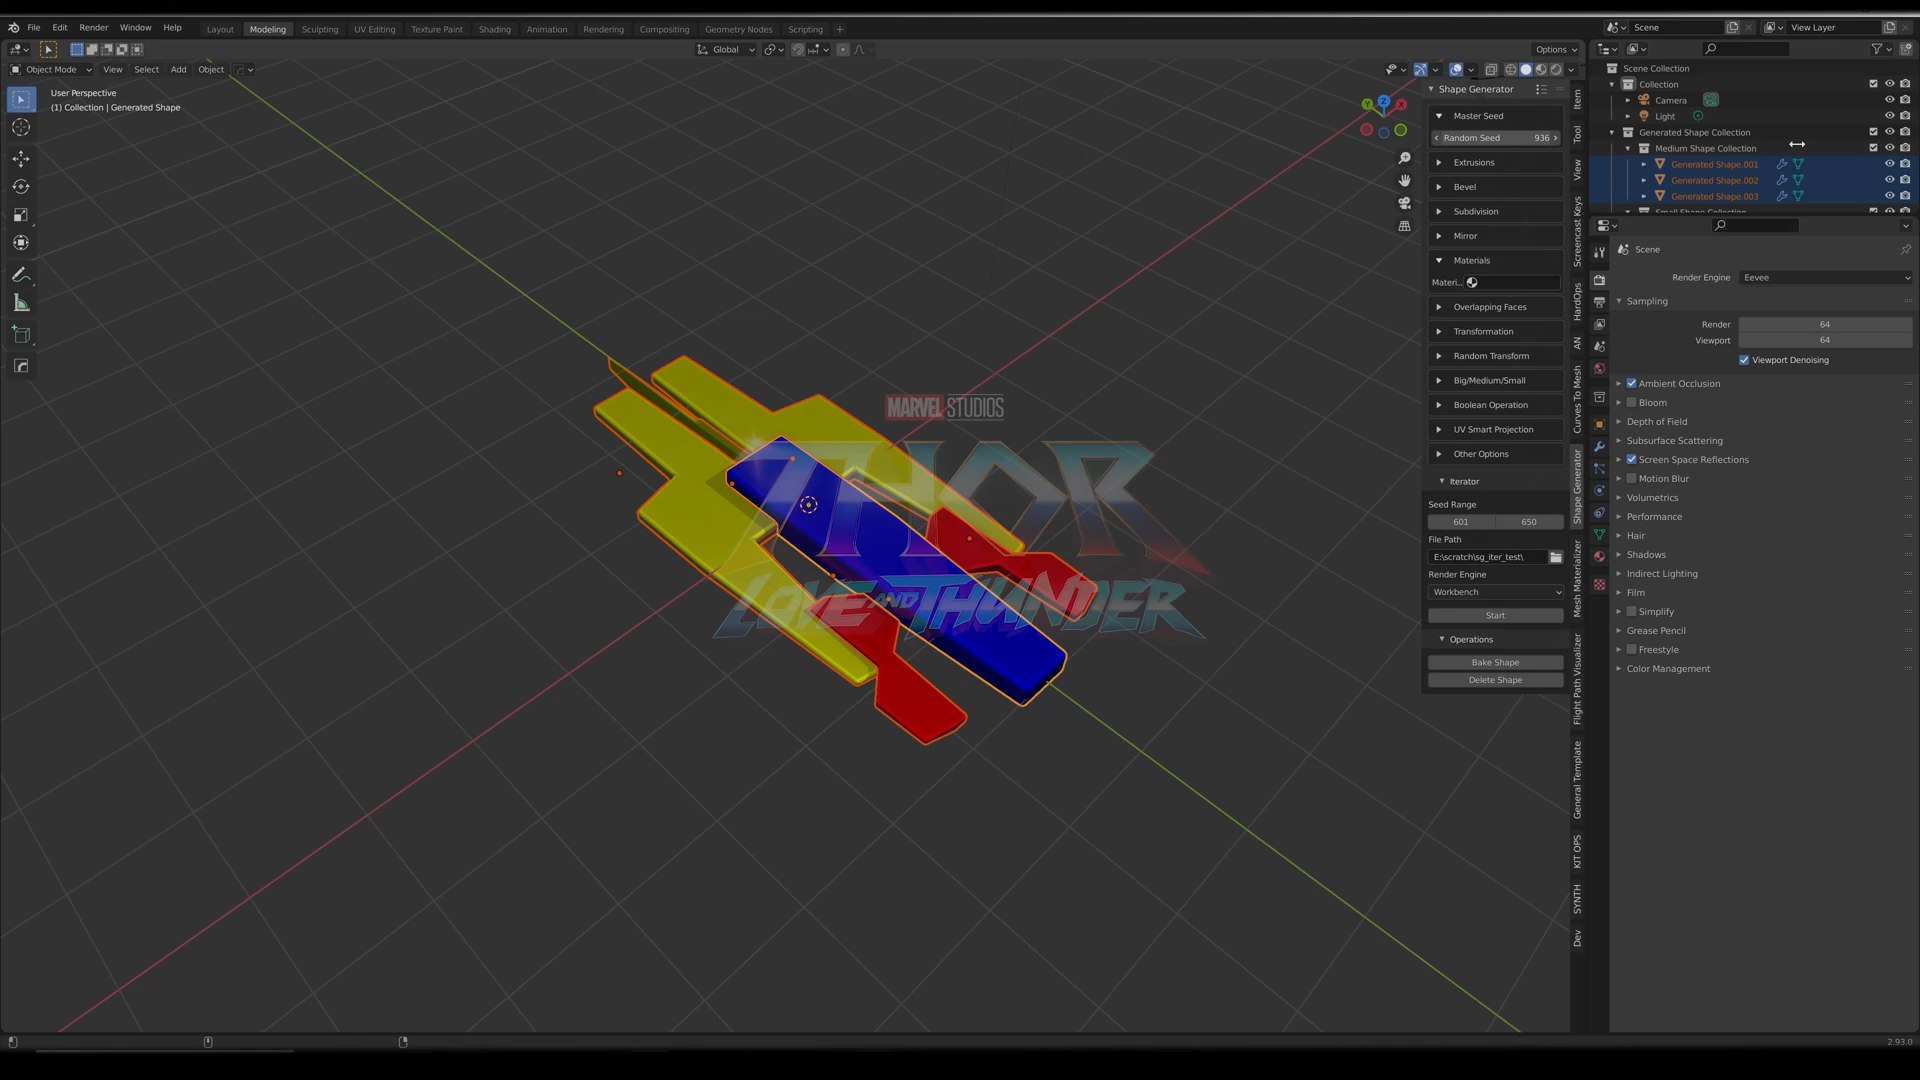 File Edit Render Window Help Layout Modeling Sculpting UV Editing Texture Paint Shading Animation Rendering Compositing Geometry Nodes Scripting + Scene View Layer
Global Options
Object Mode View Select Add Object
User Perspective
(1) Collection | Generated Shape
Y Z X
MARVEL STUDIOS
THOR
LOVE AND THUNDER
Shape Generator
Master Seed
Random Seed 936
Extrusions
Bevel
Subdivision
Mirror
Materials
Materi...
Overlapping Faces
Transformation
Random Transform
Big/Medium/Small
Boolean Operation
UV Smart Projection
Other Options
Iterator
Seed Range
601 650
File Path
E:\scratch\sg_iter_test\
Render Engine
Workbench
Start
Operations
Bake Shape
Delete Shape
Item
Tool
View
Screencast Keys
HardOps
AN
Curves To Mesh
Shape Generator
Mesh Materializer
Flight Path Visualizer
General Template
KIT OPS
SYNTH
Dev
Scene Collection
Collection
Camera
Light
Generated Shape Collection
Medium Shape Collection
Generated Shape.001
Generated Shape.002
Generated Shape.003
Small Shape Collection
Scene
Render Engine Eevee
Sampling
Render 64
Viewport 64
Viewport Denoising
Ambient Occlusion
Bloom
Depth of Field
Subsurface Scattering
Screen Space Reflections
Motion Blur
Volumetrics
Performance
Hair
Shadows
Indirect Lighting
Film
Simplify
Grease Pencil
Freestyle
Color Management
2.93.0